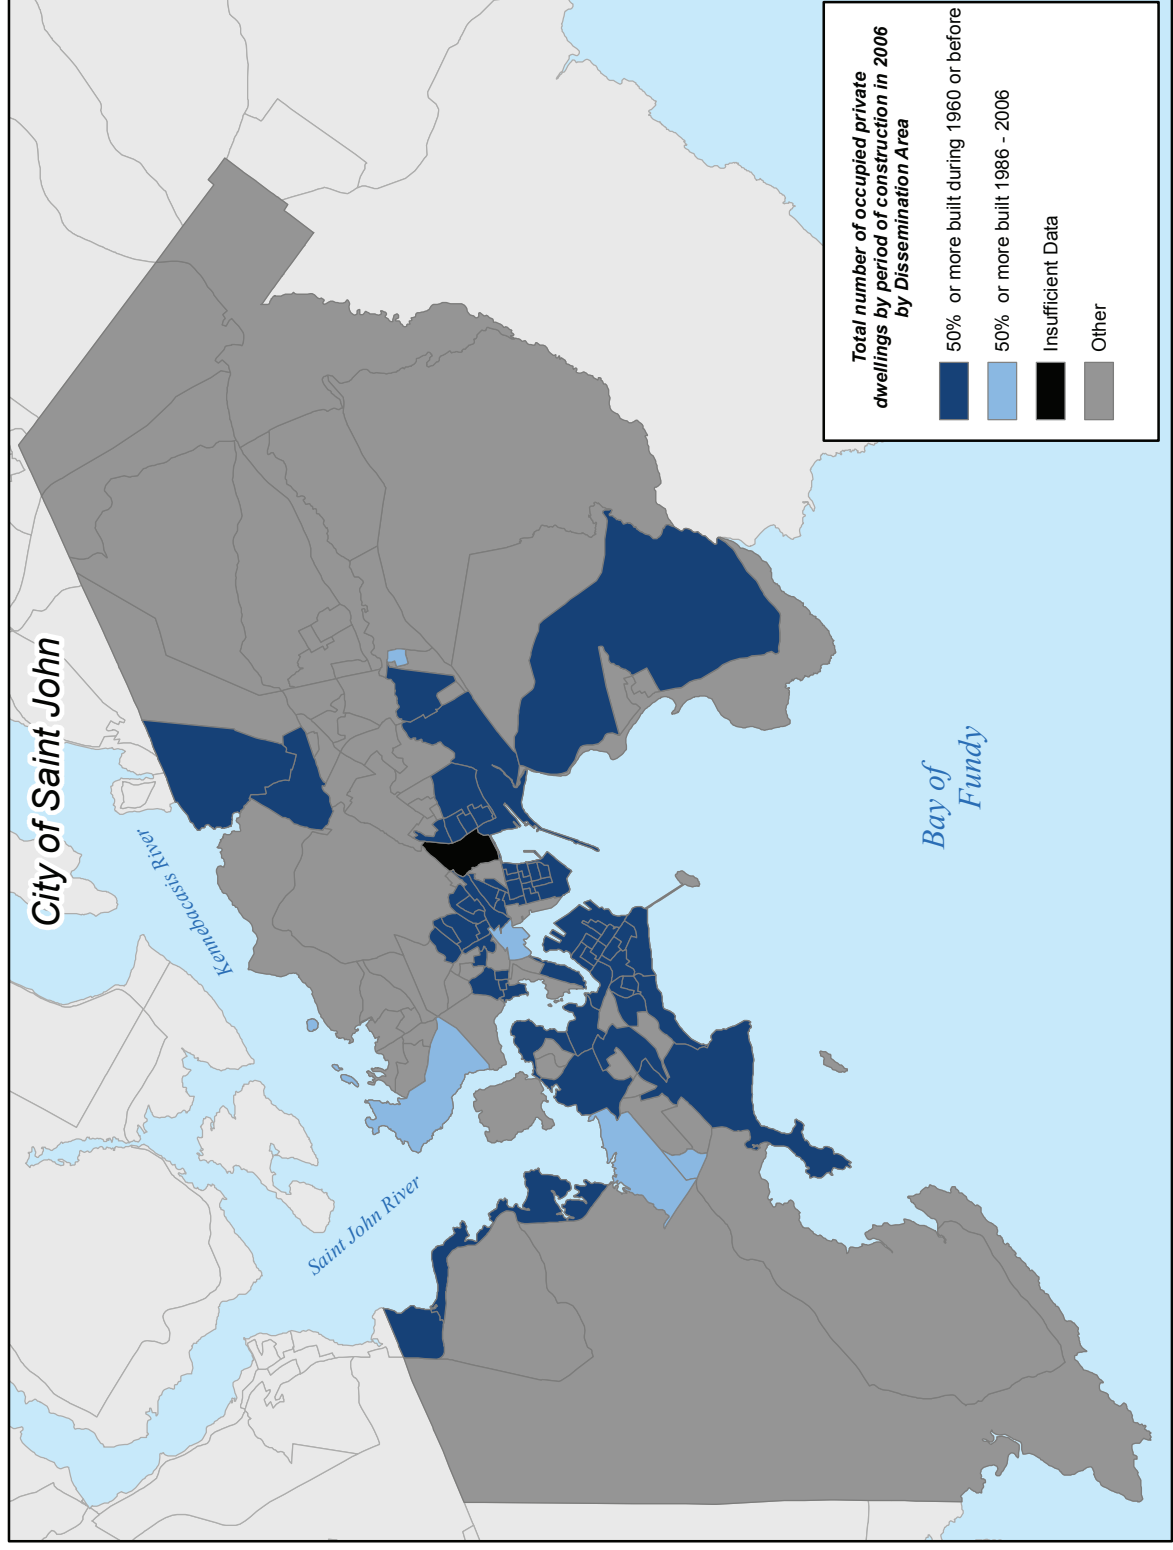 City of Saint John
Kennebacasis River
Saint John River
Bay of
Fundy
Total number of occupied private
dwellings by period of construction in 2006
by Dissemination Area
50% or more built during 1960 or before
50% or more built 1986 - 2006
Insufficient Data
Other